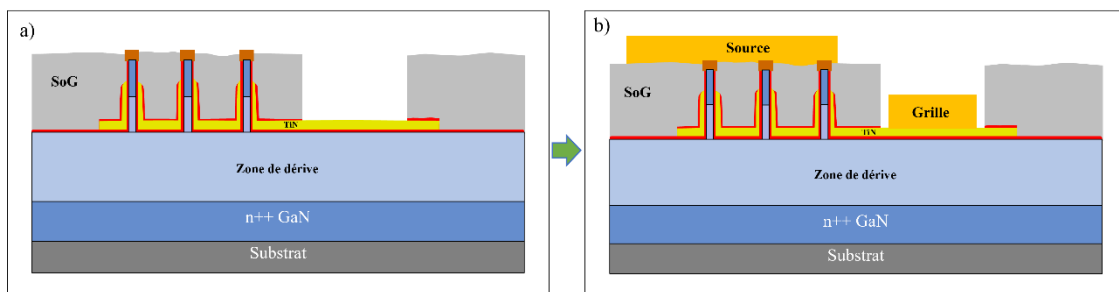 a)
SoG
TiN
Zone de dérive
n++ GaN
Substrat
b)
Source
SoG
Grille
TiN
Zone de dérive
n++ GaN
Substrat